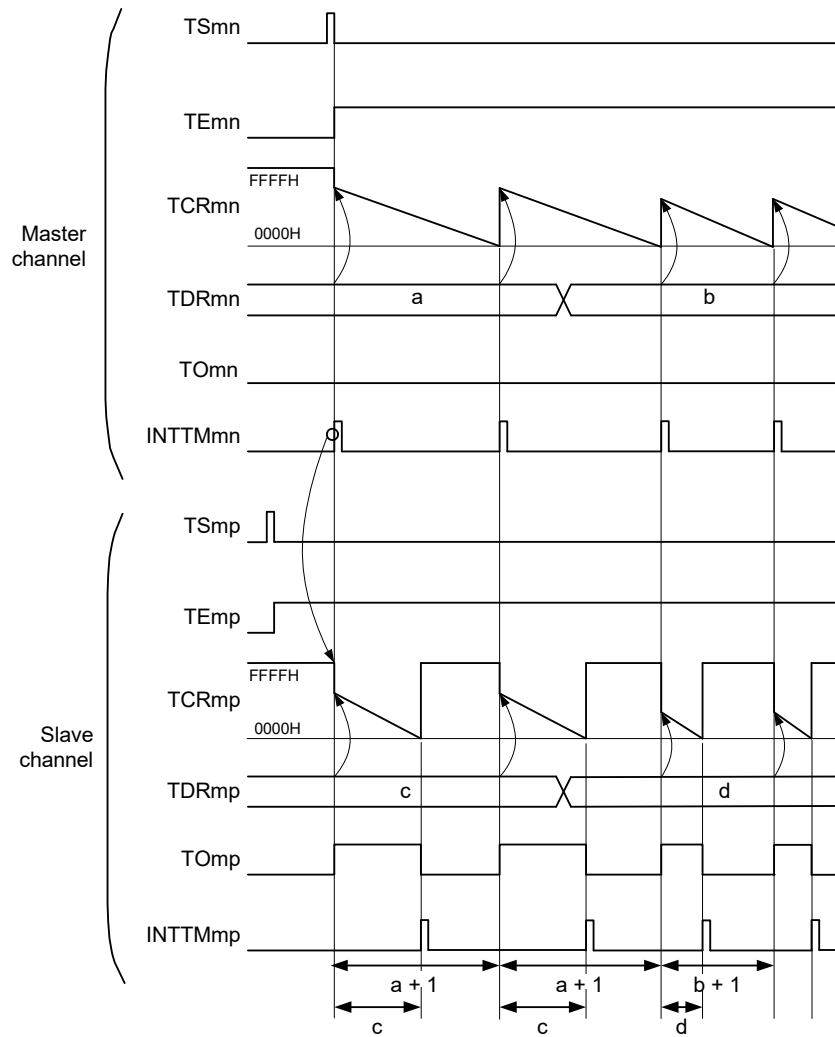 TSmn
TEmn
FFFFH
TCRmn
0000H
Master
channel
TDRmn
a
b
TOmn
INTTMmn
TSmp
TEmp
FFFFH
TCRmp
0000H
Slave
channel
TDRmp
c
d
TOmp
INTTMmp
a + 1
a + 1
b + 1
c
c
d